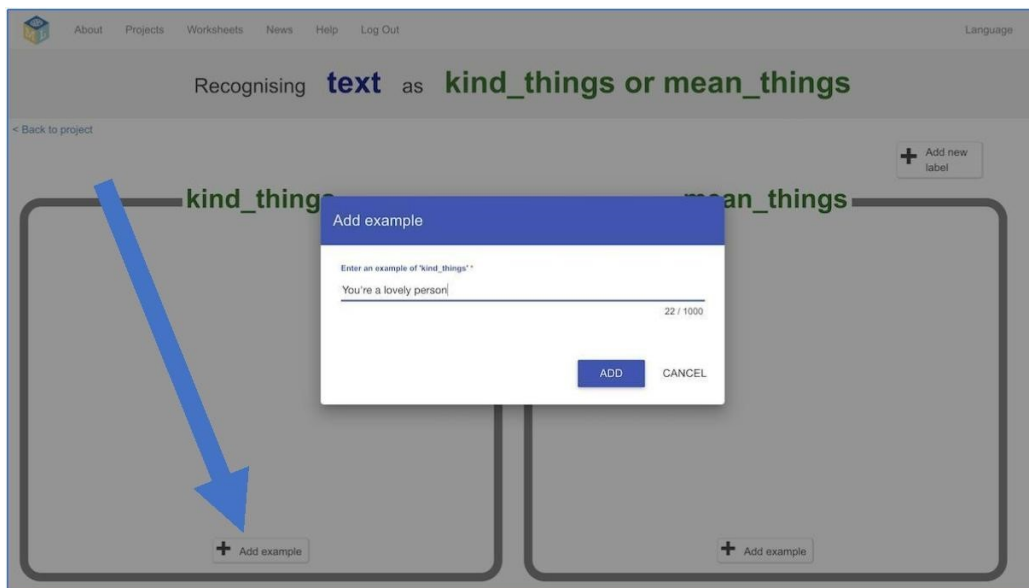 About Projects Worksheets News Help Log Out Language
Recognising text as kind_things or mean_things
< Back to project
Add new
label
kind_thing
an_things
Add example
Enter an example of 'kind_things' *
You're a lovely person
22 / 1000
ADD CANCEL
Add example
Add example